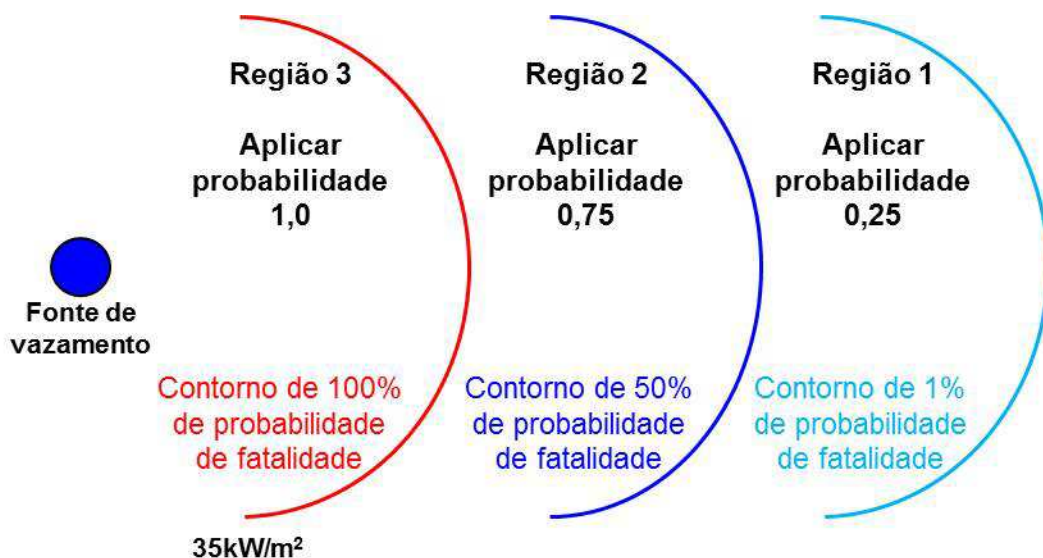 Região 3
Aplicar
probabilidade
1,0
Região 2
Aplicar
probabilidade
0,75
Região 1
Aplicar
probabilidade
0,25
Fonte de
vazamento
Contorno de 100%
de probabilidade
de fatalidade
Contorno de 50%
de probabilidade
de fatalidade
Contorno de 1%
de probabilidade
de fatalidade
35kW/m²